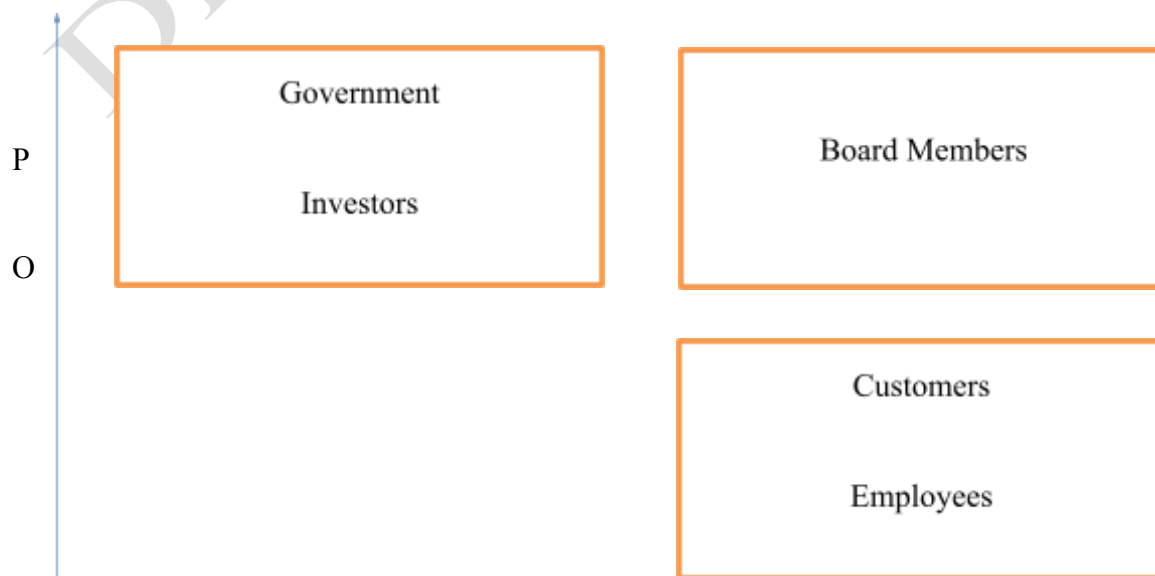 Government
Board Members
P
Investors
O
Customers
Employees